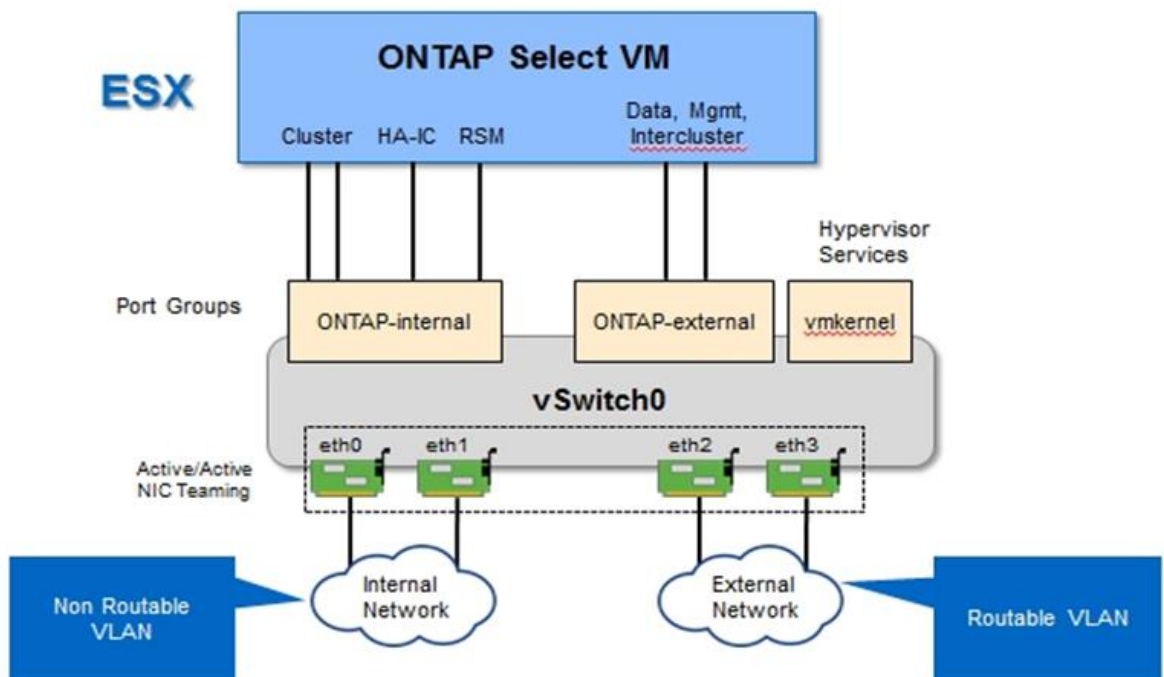 ONTAP Select VM
ESX
Data, Mgmt,
Intercluster
Cluster
HA-IC
RSM
Hypervisor
Services
Port Groups
ONTAP-internal
ONTAP-external
vmkernel
vSwitch0
eth0
eth1
eth2
eth3
Active/Active
NIC Teaming
Internal
Network
External
Network
Non Routable
VLAN
Routable VLAN